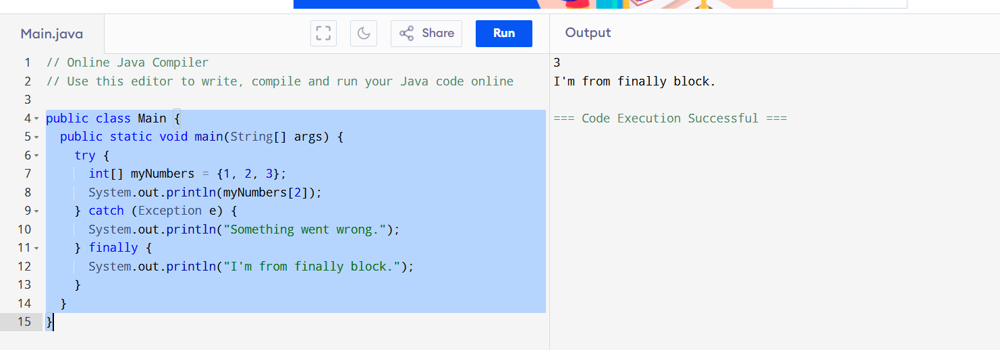 Main.java
Share
Run
Output
1 // Online Java Compiler
2 // Use this editor to write, compile and run your Java code online
3
4 public class Main {
5   public static void main(String[] args) {
6     try {
7       int[] myNumbers = {1, 2, 3};
8       System.out.println(myNumbers[2]);
9     } catch (Exception e) {
10       System.out.println("Something went wrong.");
11     } finally {
12       System.out.println("I'm from finally block.");
13     }
14   }
15 }
3
I'm from finally block.
=== Code Execution Successful ===